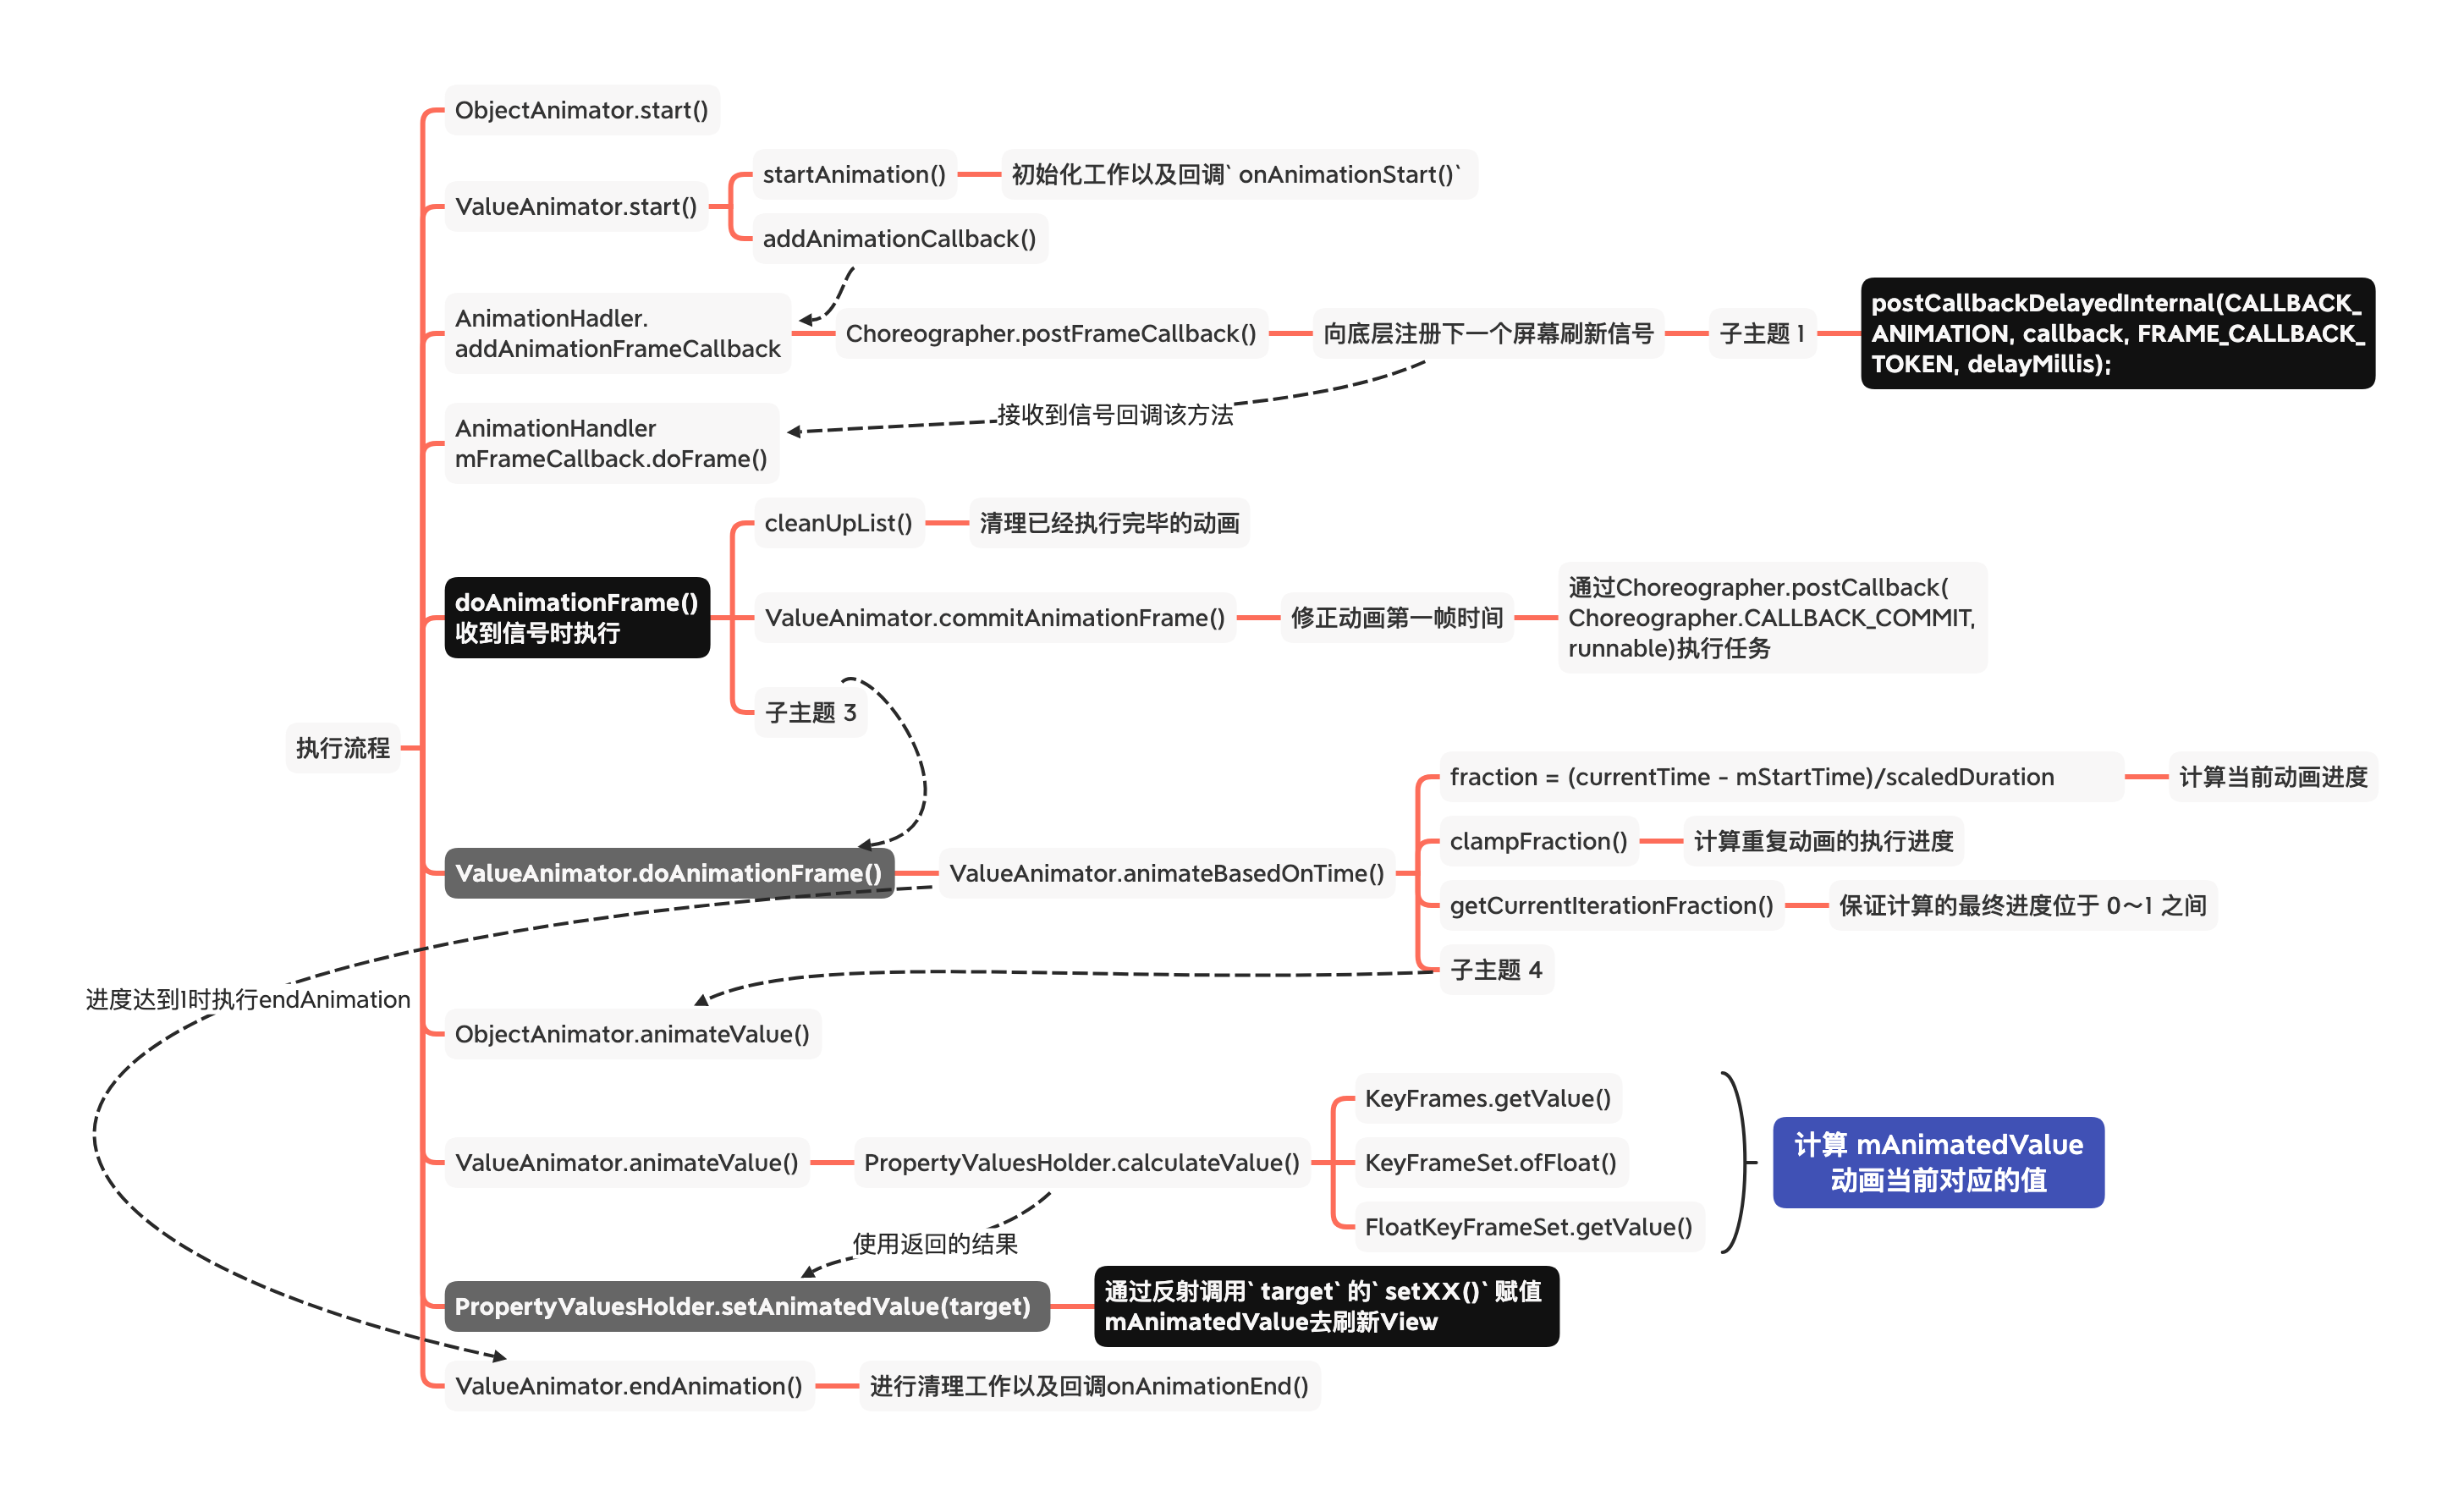 ObjectAnimator.start()
startAnimation()
初始化工作以及回调` onAnimationStart()`
ValueAnimator.start()
addAnimationCallback()
AnimationHadler.
addAnimationFrameCallback
Choreographer.postFrameCallback()
向底层注册下一个屏幕刷新信号
子主题 1
postCallbackDelayedInternal(CALLBACK_
ANIMATION, callback, FRAME_CALLBACK_
TOKEN, delayMillis);
接收到信号回调该方法
AnimationHandler
mFrameCallback.doFrame()
cleanUpList()
清理已经执行完毕的动画
doAnimationFrame()
收到信号时执行
ValueAnimator.commitAnimationFrame()
修正动画第一帧时间
通过Choreographer.postCallback(
Choreographer.CALLBACK_COMMIT,
runnable)执行任务
子主题 3
执行流程
fraction = (currentTime - mStartTime)/scaledDuration
计算当前动画进度
clampFraction()
计算重复动画的执行进度
ValueAnimator.doAnimationFrame()
ValueAnimator.animateBasedOnTime()
getCurrentIterationFraction()
保证计算的最终进度位于 0～1 之间
子主题 4
进度达到1时执行endAnimation
ObjectAnimator.animateValue()
KeyFrames.getValue()
ValueAnimator.animateValue()
PropertyValuesHolder.calculateValue()
KeyFrameSet.ofFloat()
计算 mAnimatedValue
动画当前对应的值
FloatKeyFrameSet.getValue()
使用返回的结果
PropertyValuesHolder.setAnimatedValue(target)
通过反射调用` target` 的` setXX()` 赋值
mAnimatedValue去刷新View
ValueAnimator.endAnimation()
进行清理工作以及回调onAnimationEnd()